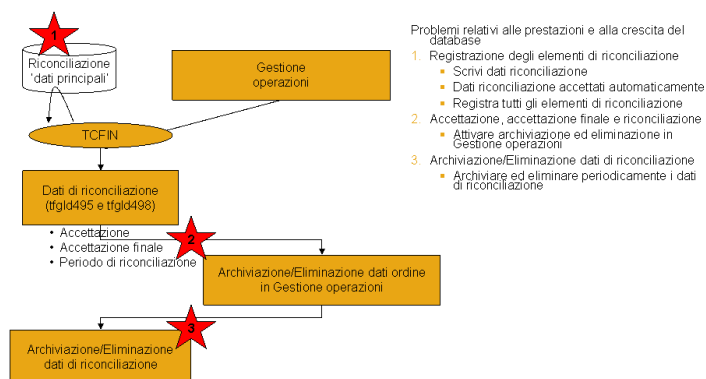 1
Riconciliazione
'dati principali'
Gestione
operazioni
TCFIN
Dati di riconciliazione
(tfgld495 e tfgld498)
• Accettazione
• Accettazione finale
• Periodo di riconciliazione
2
Archiviazione/Eliminazione dati ordine
in Gestione operazioni
3
Archiviazione/Eliminazione
dati di riconciliazione
Problemi relativi alle prestazioni e alla crescita del
database
1. Registrazione degli elementi di riconciliazione
Scrivi dati riconciliazione
Dati riconciliazione accettati automaticamente
Registra tutti gli elementi di riconciliazione
2. Accettazione, accettazione finale e riconciliazione
Attivare archiviazione ed eliminazione in
Gestione operazioni
3. Archiviazione/Eliminazione dati di riconciliazione
Archiviare ed eliminare periodicamente i dati
di riconciliazione